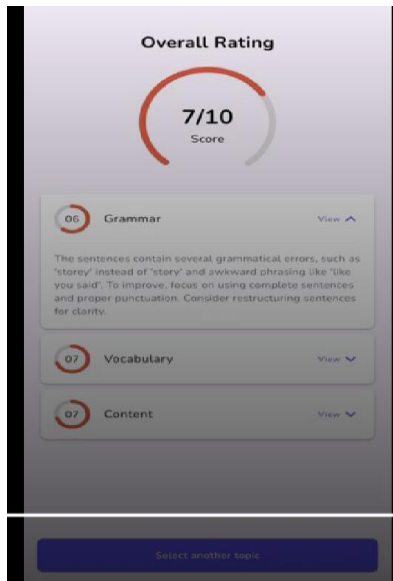 Overall Rating
7/10
Score
06 Grammar View
The sentences contain several grammatical errors, such as
'storey' instead of 'story' and awkward phrasing like 'like
you said'. To improve, focus on using complete sentences
and proper punctuation. Consider restructuring sentences
for clarity.
07 Vocabulary View
07 Content View
Select another topic